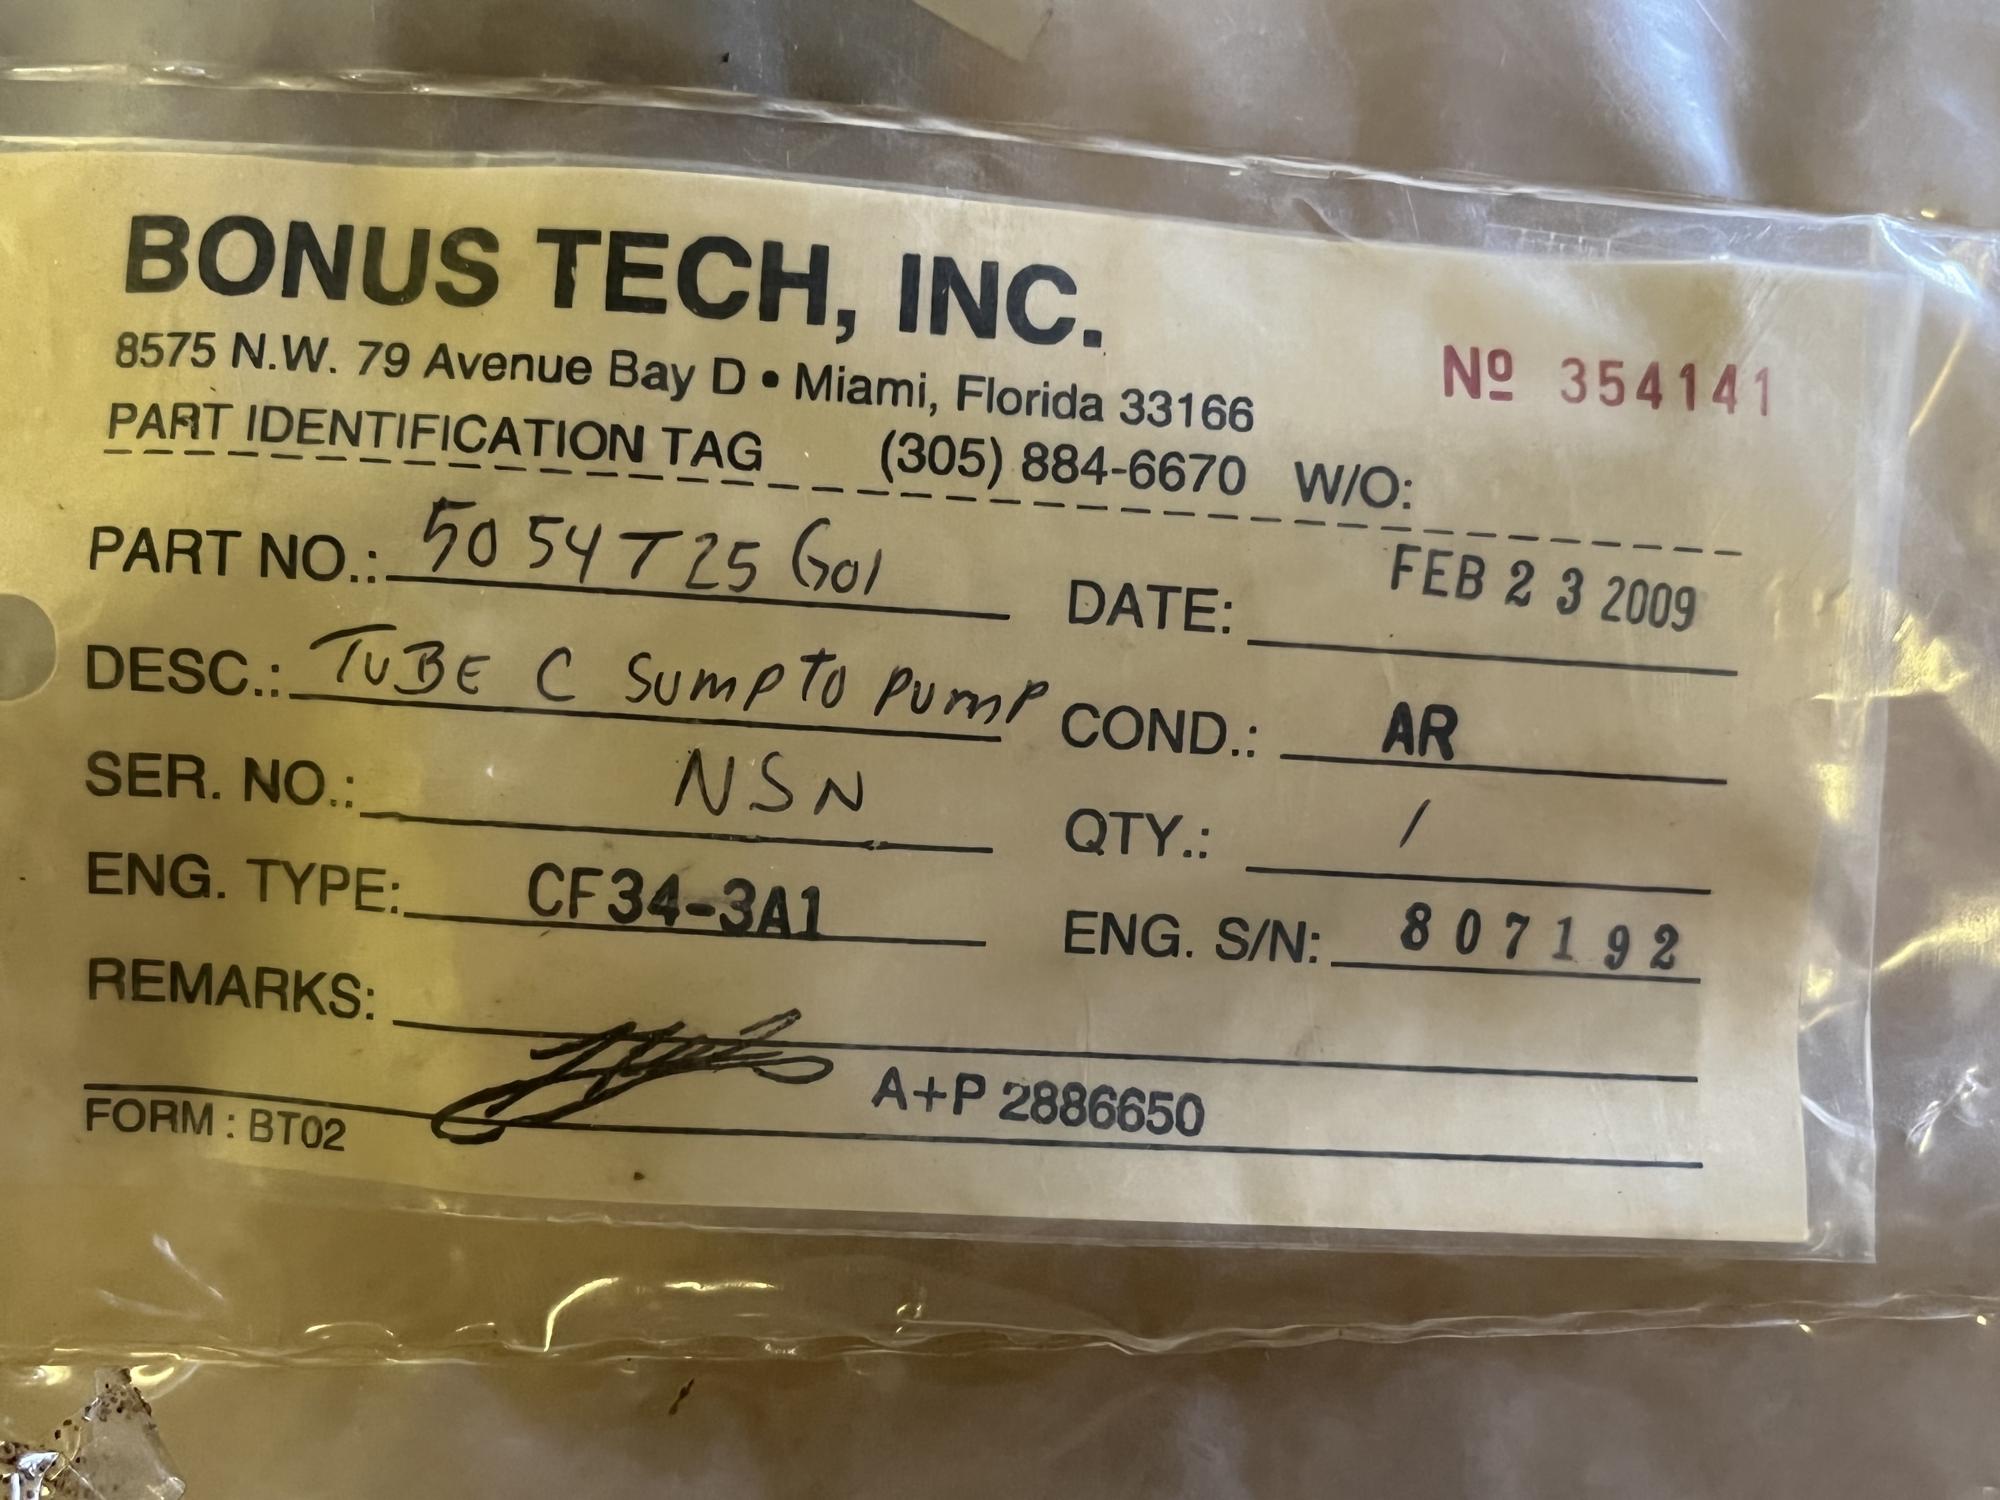 BONUS TECH, INC.
8575 N.W. 79 Avenue Bay D • Miami, Florida 33166
Nº 354141
PART IDENTIFICATION TAG (305) 884-6670 W/O:
PART NO.: 5054T25G01 DATE: FEB 23 2009
DESC.: TUBE C SUMP TO PUMP COND.: AR
SER. NO.: NSN QTY.: 1
ENG. TYPE: CF34-3A1 ENG. S/N: 807192
REMARKS:
A+P 2886650
FORM : BT02